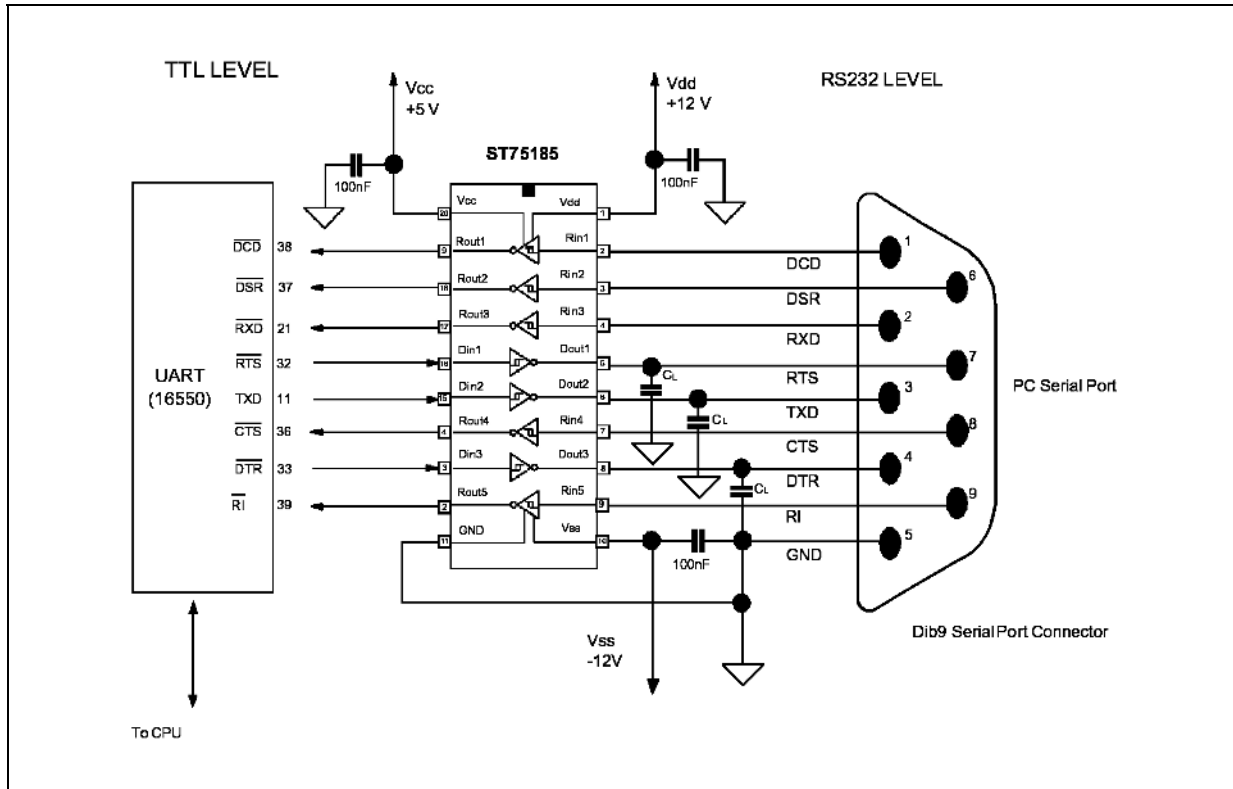 TTL LEVEL
Vcc
+5 V
Vdd
+12 V
RS232 LEVEL
ST75185
100nF
100nF
Vcc
Vdd
20
1
DCD 38
9
Rout1
Rin1
2
DCD
1
DSR 37
18
Rout2
Rin2
3
DSR
6
RXD 21
17
Rout3
Rin3
4
RXD
2
RTS 32
16
Din1
Dout1
5
CL
RTS
7
UART
(16550)
TXD 11
15
Din2
Dout2
6
CL
TXD
3
PC Serial Port
CTS 36
4
Rout4
Rin4
7
CTS
8
DTR 33
3
Din3
Dout3
8
CL
DTR
4
RI 39
2
Rout5
Rin5
9
RI
9
11
GND
Vss
10
100nF
GND
5
Vss
-12V
Dib9 Serial Port Connector
To CPU